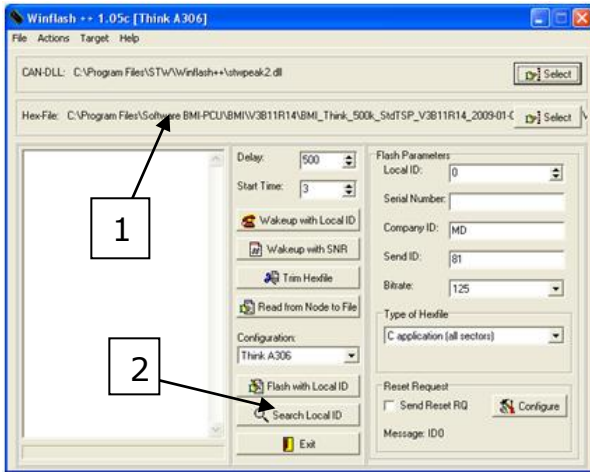 Winflash ++ 1.05c [Think A306]
File Actions Target Help
CAN-DLL: C:\Program Files\STW\Winflash++\stwpeak2.dll
Select
Hex-File: C:\Program Files\Software BMI-PCU\BMI\V3B11R14\BMI_Think_500k_StdTSP_V3B11R14_2009-01-
Select
1
2
Delay: 500
Start Time: 3
Wakeup with Local ID
Wakeup with SNR
Trim Hexfile
Read from Node to File
Configuration:
Think A306
Flash with Local ID
Search Local ID
Exit
Flash Parameters
Local ID: 0
Serial Number:
Company ID: MD
Send ID: 81
Bitrate: 125
Type of Hexfile
C application (all sectors)
Reset Request
Send Reset RQ
Configure
Message: ID0